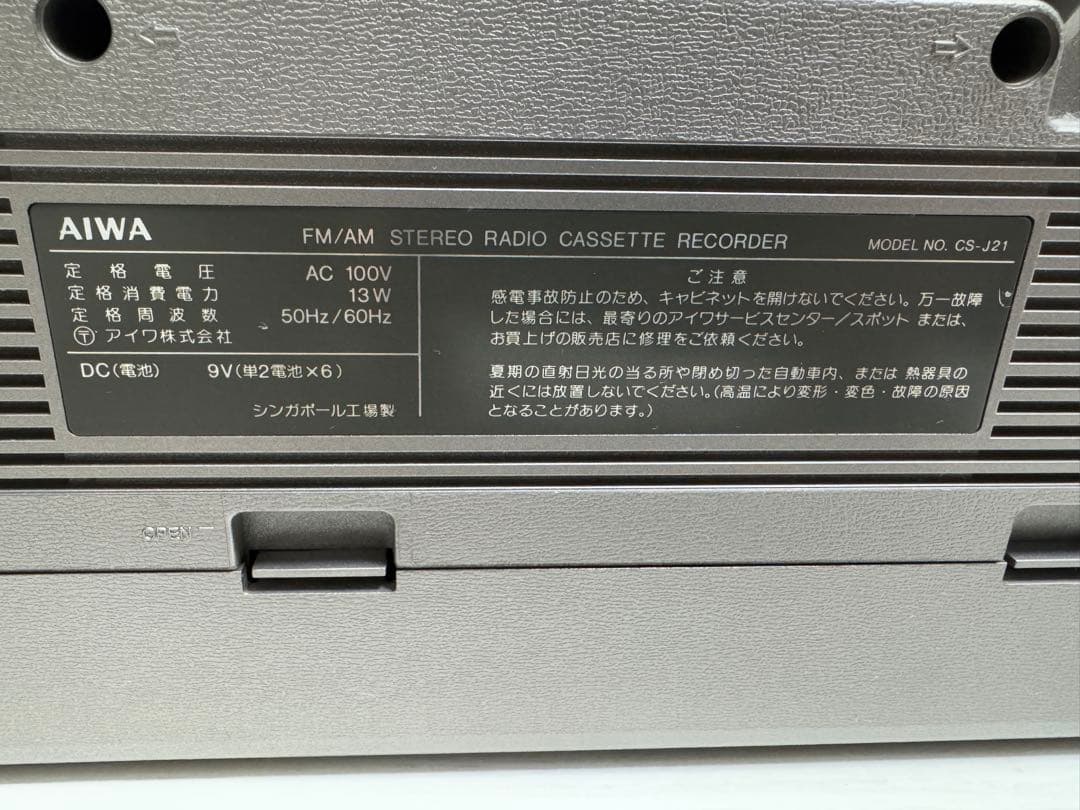 AIWA
FM/AM STEREO RADIO CASSETTE RECORDER
MODEL NO. CS-J21
定格電圧 AC 100V
定格消費電力 13W
定格周波数 50Hz/60Hz
〒 アイワ株式会社
DC(電池) 9V(単2電池×6)
シンガポール工場製
ご注意
感電事故防止のため、キャビネットを開けないでください。万一故障
した場合には、最寄りのアイワサービスセンター/スポット または、
お買上げの販売店に修理をご依頼ください。
夏期の直射日光の当る所や閉め切った自動車内、または 熱器具の
近くには放置しないでください。(高温により変形・変色・故障の原因
となることがあります。)
OPEN